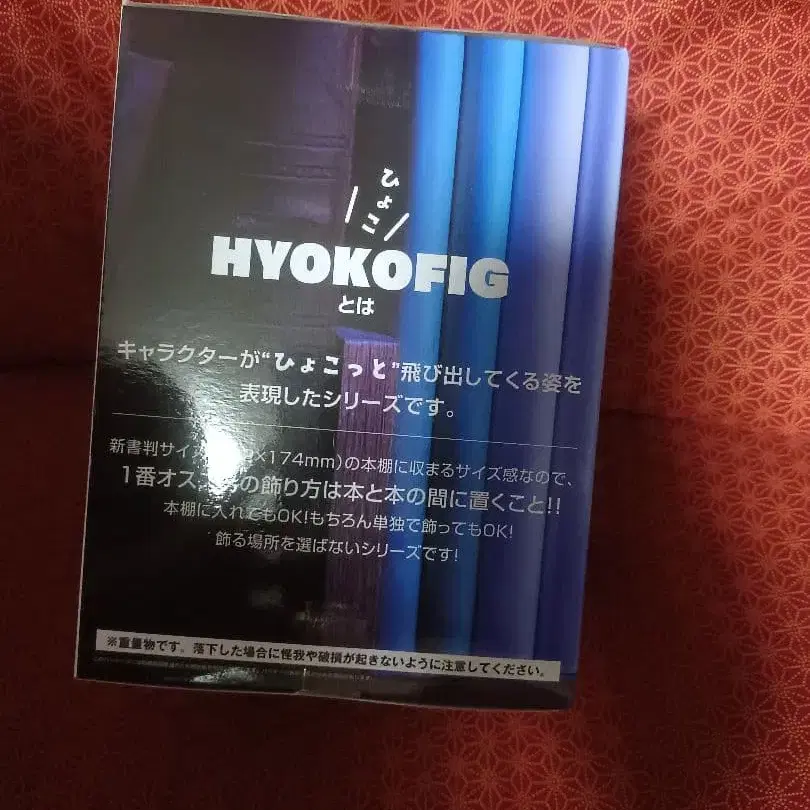 ひょこ
HYOKOFIG
とは
キャラクターが“ひょこっと”飛び出してくる姿を
表現したシリーズです。
新書判サイ ×174mm)の本棚に収まるサイズ感なので、
1番オス の飾り方は本と本の間に置くこと!!
本棚に入れてもOK!もちろん単独で飾ってもOK!
飾る場所を選ばないシリーズです!
※重量物です。落下した場合に怪我や破損が起きないように注意してください。